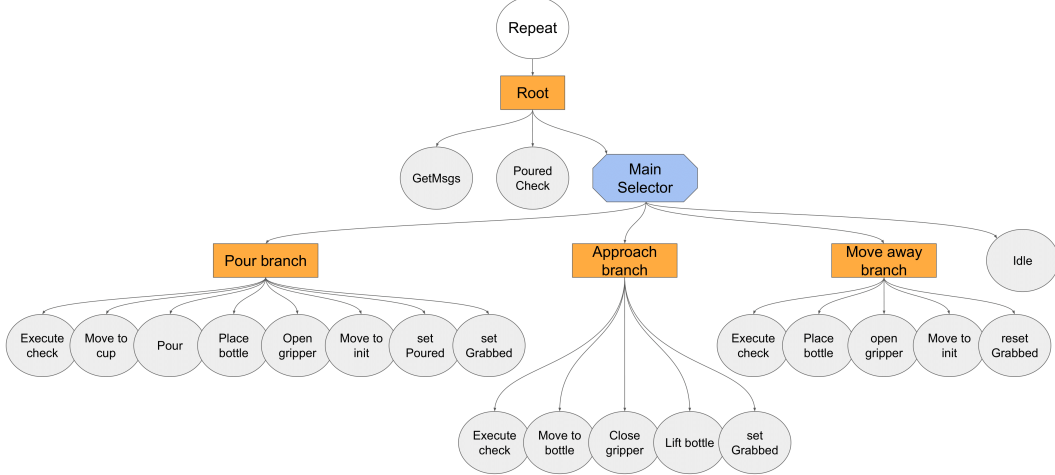 Repeat
Root
GetMsgs
Poured
Check
Main
Selector
Pour branch
Approach
branch
Move away
branch
Idle
Execute
check
Move to
cup
Pour
Place
bottle
Open
gripper
Move to
init
set
Poured
set
Grabbed
Execute
check
Place
bottle
open
gripper
Move to
init
reset
Grabbed
Execute
check
Move to
bottle
Close
gripper
Lift bottle
set
Grabbed